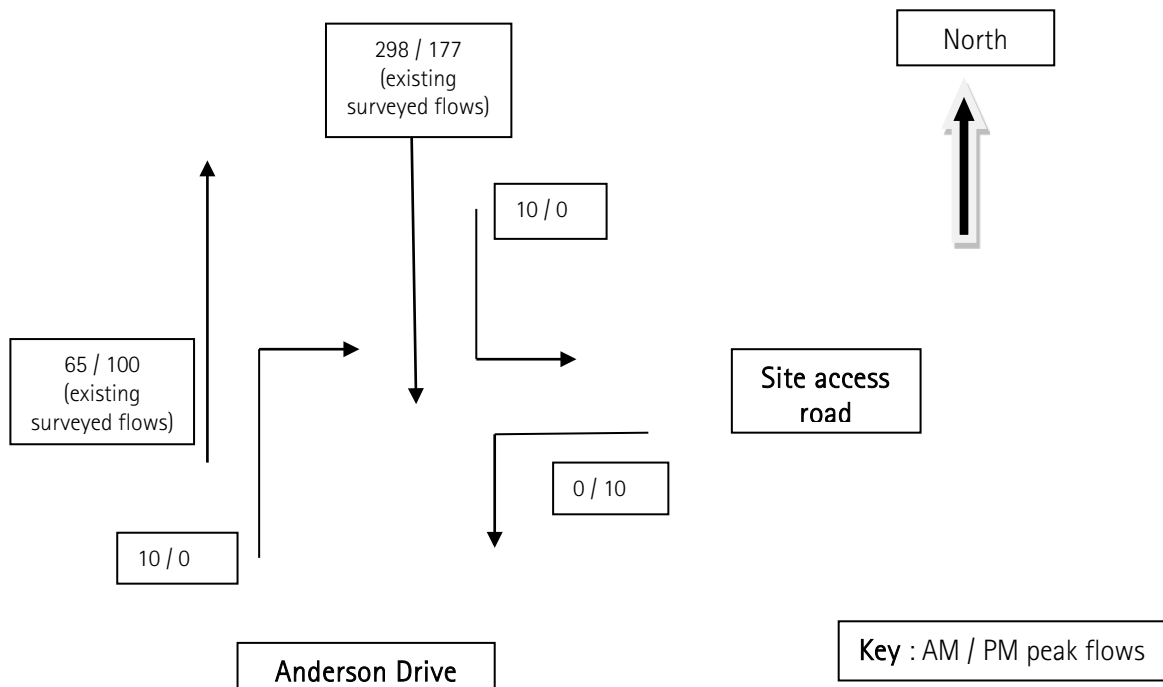 298 / 177
(existing
surveyed flows)
North
10 / 0
65 / 100
(existing
surveyed flows)
Site access
road
0 / 10
10 / 0
Anderson Drive
Key : AM / PM peak flows